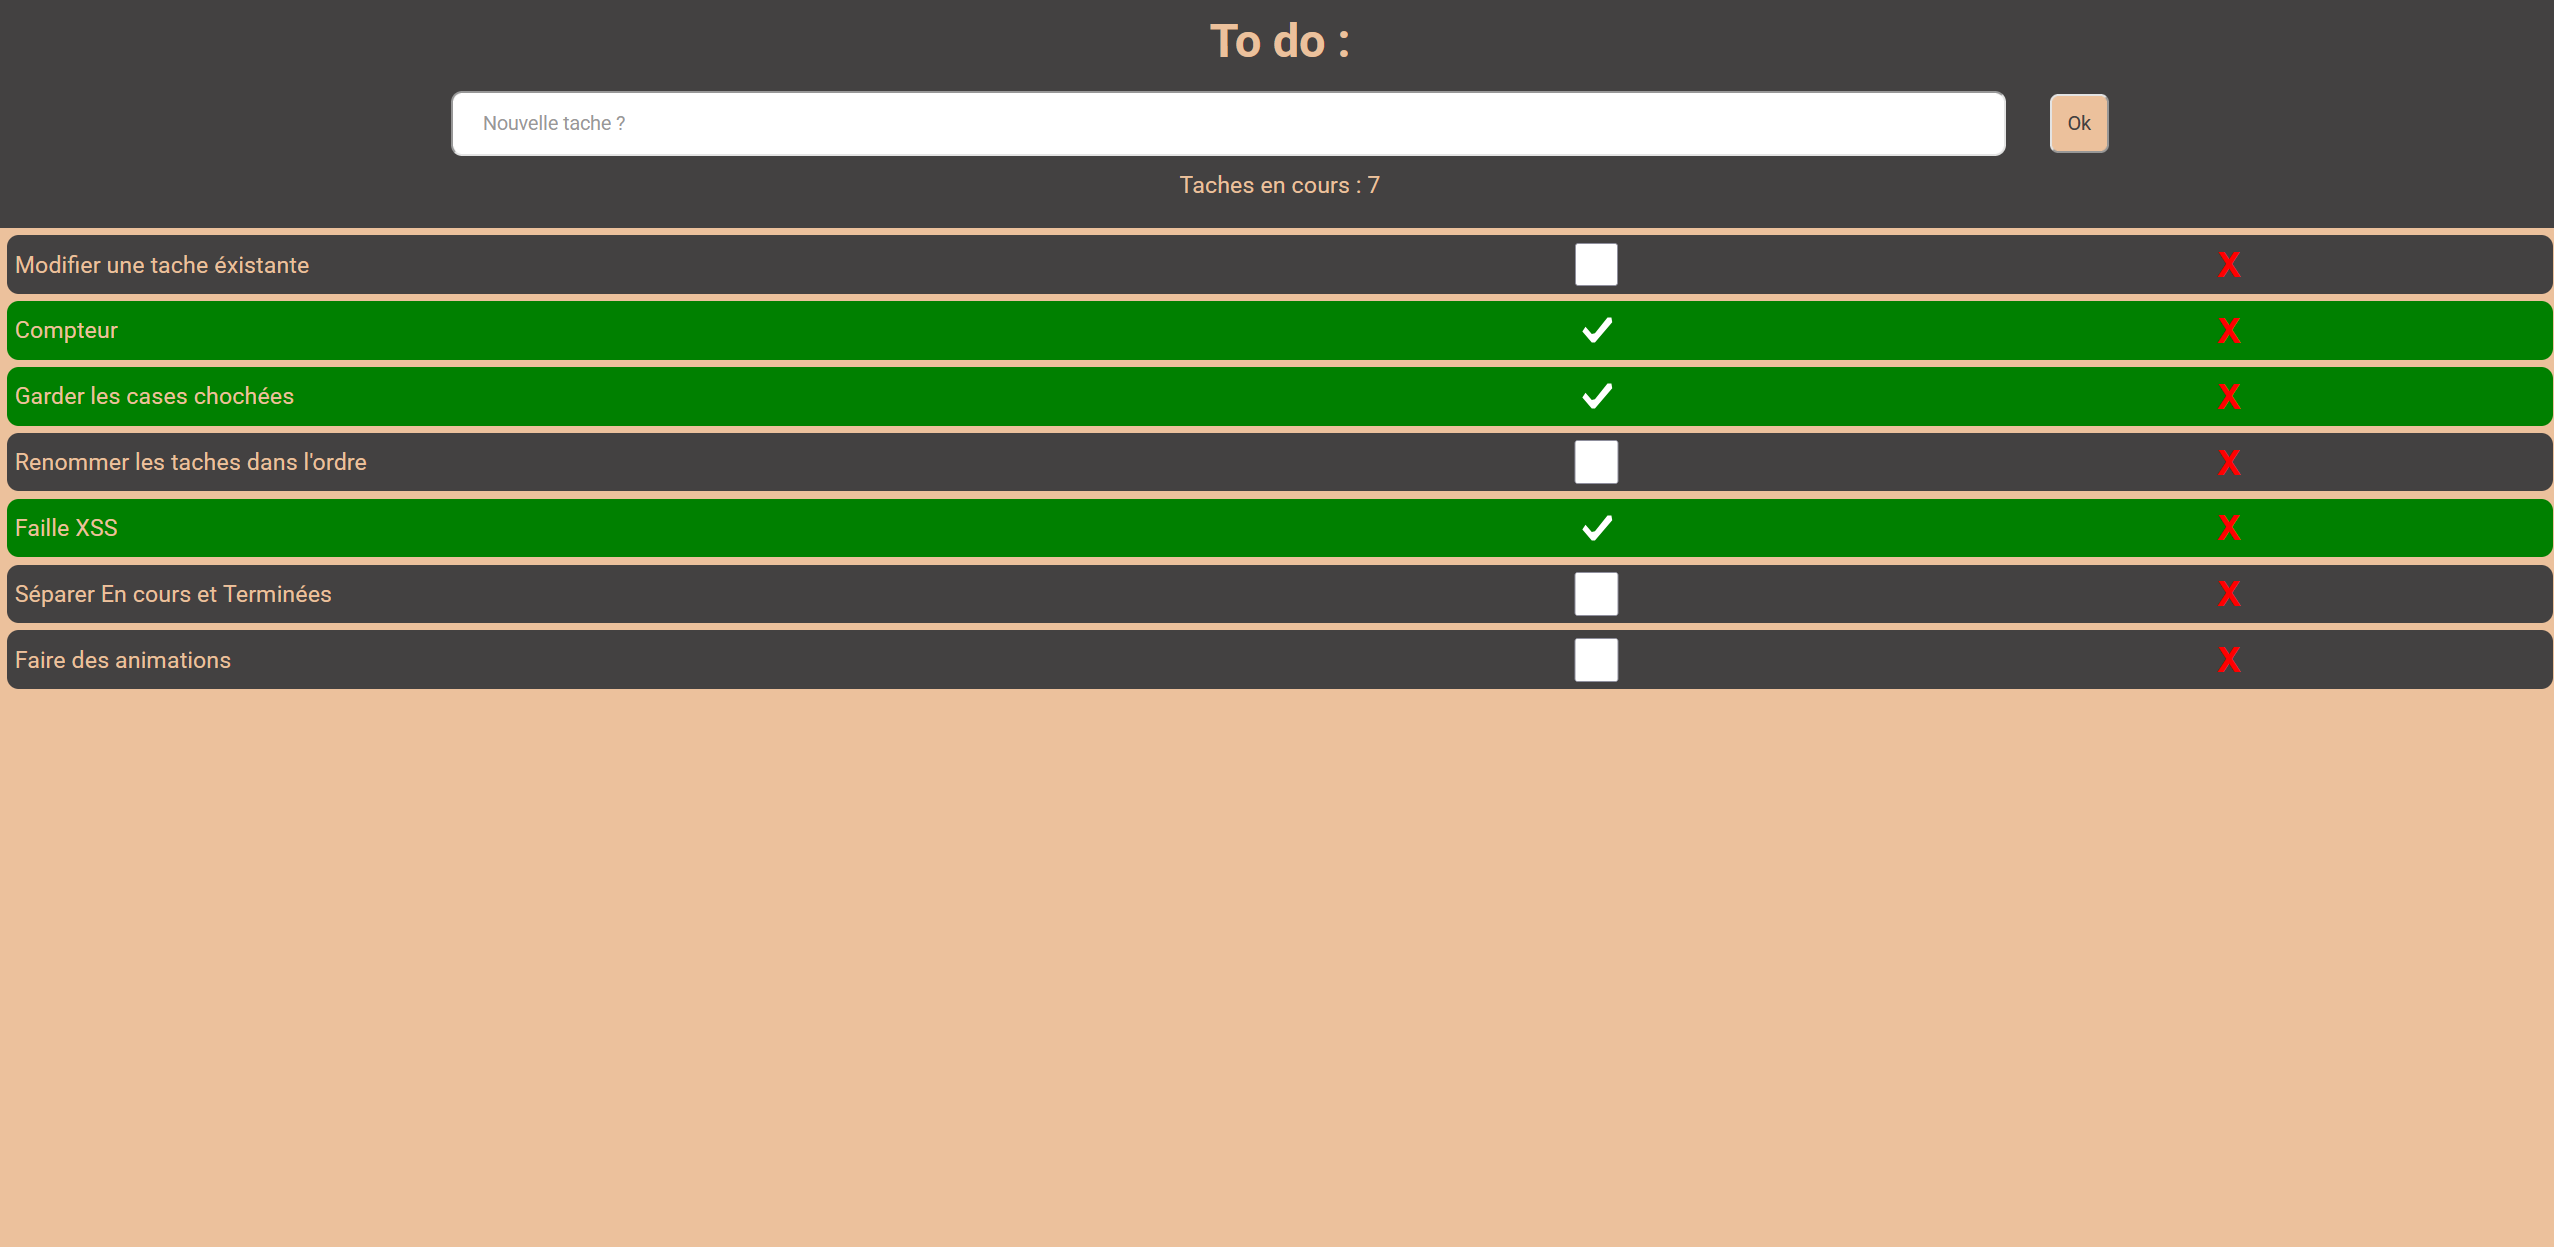 To do :
Nouvelle tache ?
Ok
Taches en cours : 7
Modifier une tache éxistante
X
Compteur
X
Garder les cases chochées
X
Renommer les taches dans l'ordre
X
Faille XSS
X
Séparer En cours et Terminées
X
Faire des animations
X